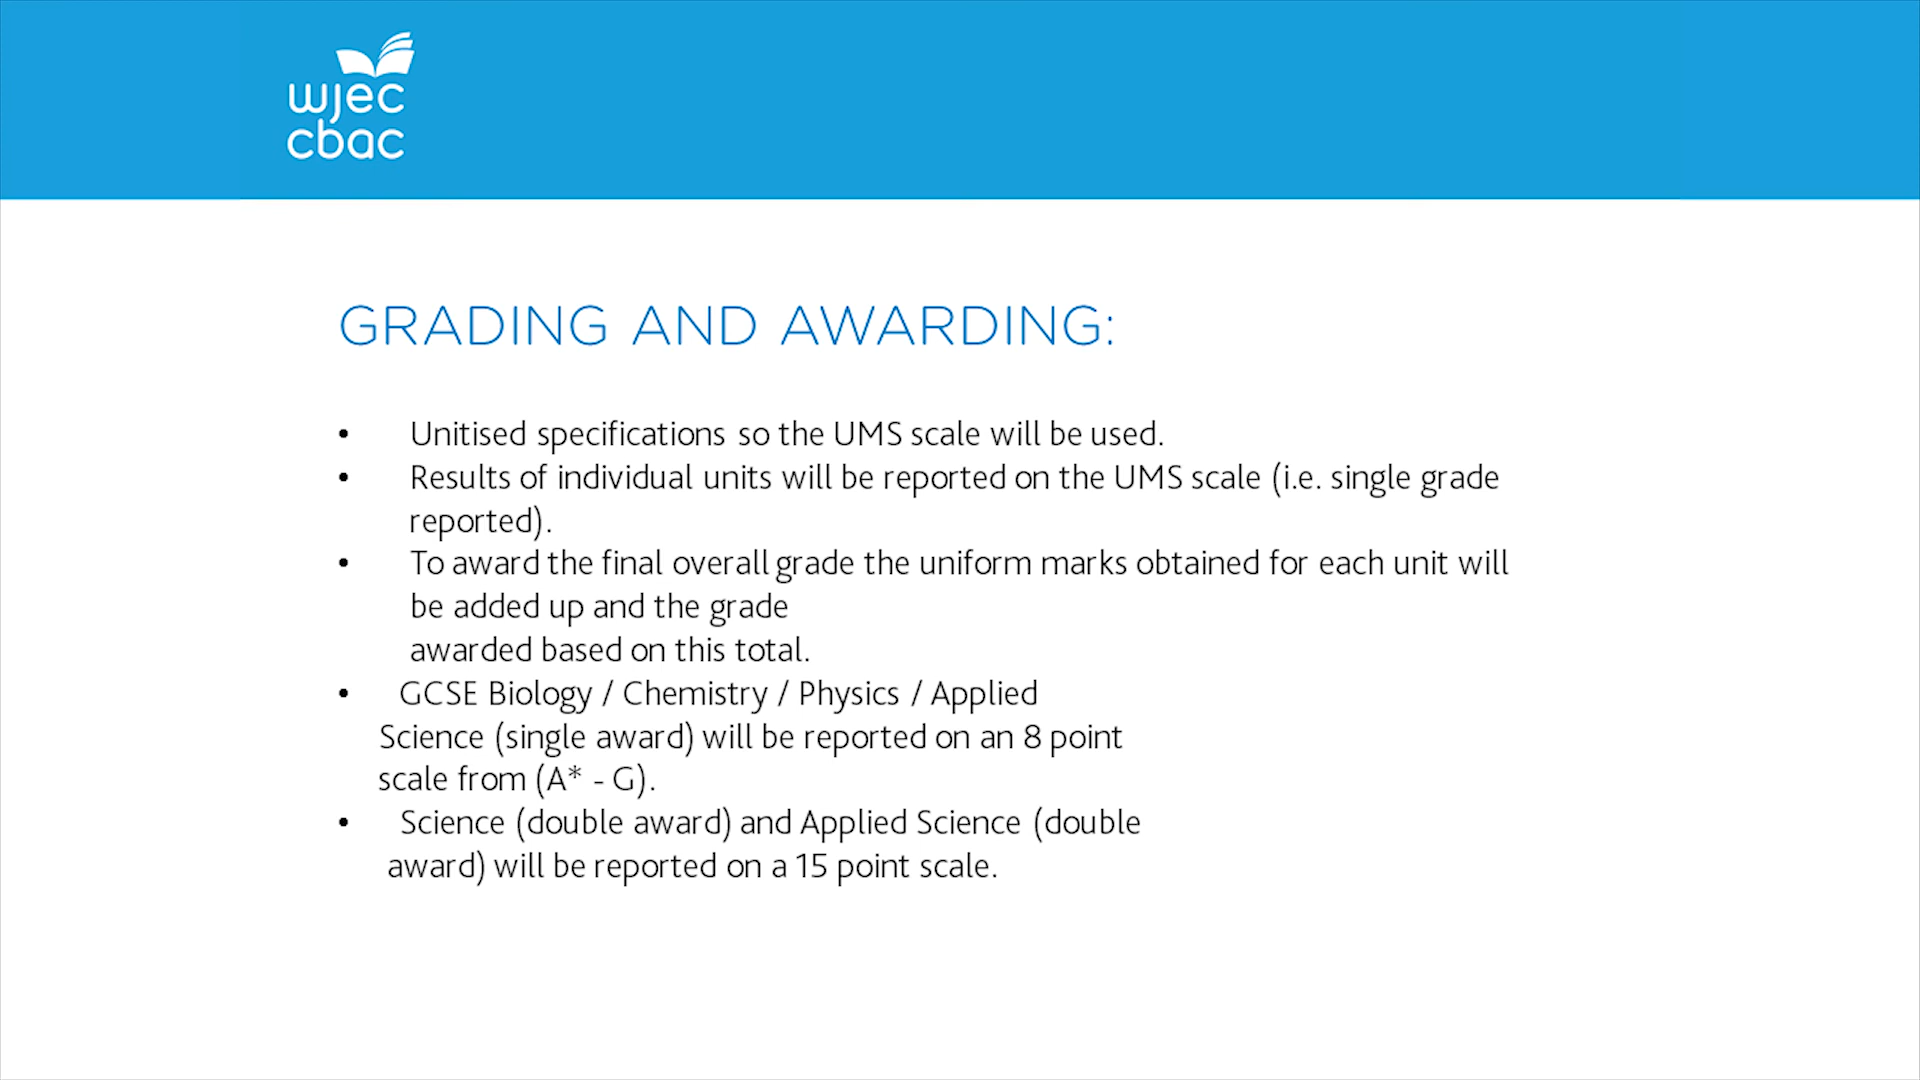 wjec
cbac
GRADING AND AWARDING:
• Unitised specifications so the UMS scale will be used.
• Results of individual units will be reported on the UMS scale (i.e. single grade
reported).
• To award the final overall grade the uniform marks obtained for each unit will
be added up and the grade
awarded based on this total.
• GCSE Biology / Chemistry / Physics / Applied
Science (single award) will be reported on an 8 point
scale from (A* - G).
• Science (double award) and Applied Science (double
award) will be reported on a 15 point scale.